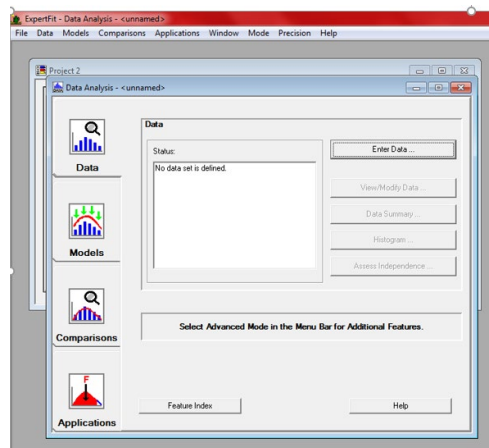 ExpertFit - Data Analysis - <unnamed>
File Data Models Comparisons Applications Window Mode Precision Help
Project 2
Data Analysis - <unnamed>
Data
Status:
No data set is defined.
Enter Data ...
View/Modify Data ...
Data Summary ...
Histogram ...
Assess Independence ...
Data
Models
Comparisons
F
Applications
Select Advanced Mode in the Menu Bar for Additional Features.
Feature Index
Help